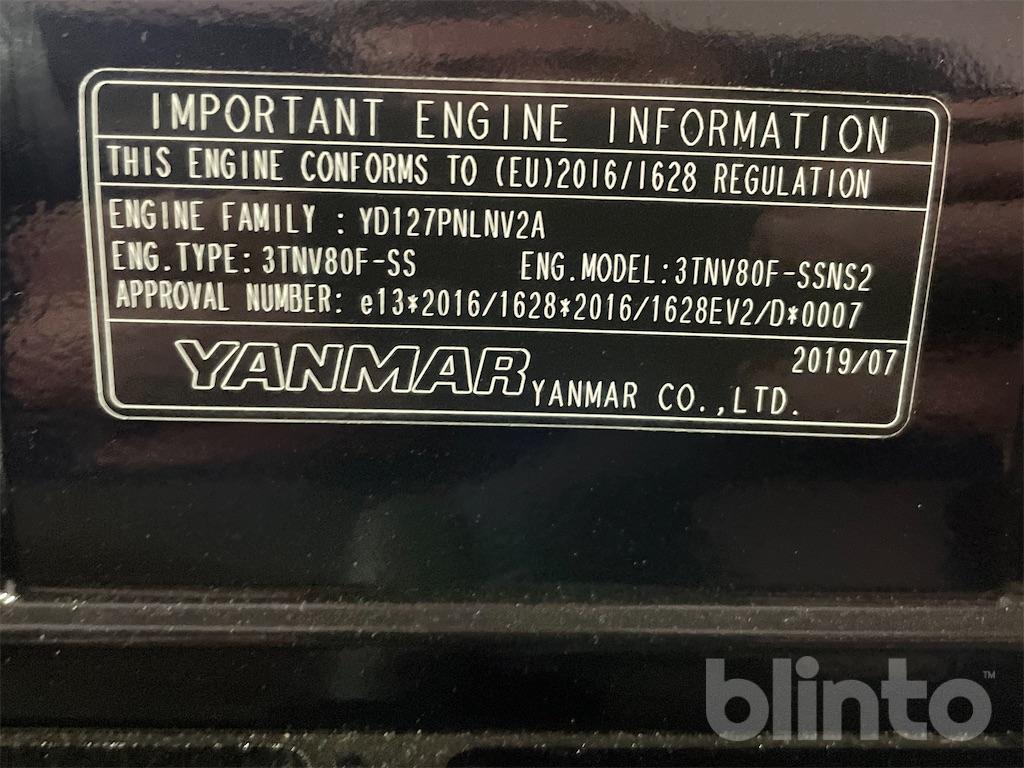 IMPORTANT ENGINE INFORMATION
THIS ENGINE CONFORMS TO (EU)2016/1628 REGULATION
ENGINE FAMILY : YD127PNLNV2A
ENG.TYPE: 3TNV80F-SS ENG.MODEL:3TNV80F-SSNS2
APPROVAL NUMBER: e13*2016/1628*2016/1628EV2/D*0007
2019/07
YANMAR YANMAR CO.,LTD.
blinto™